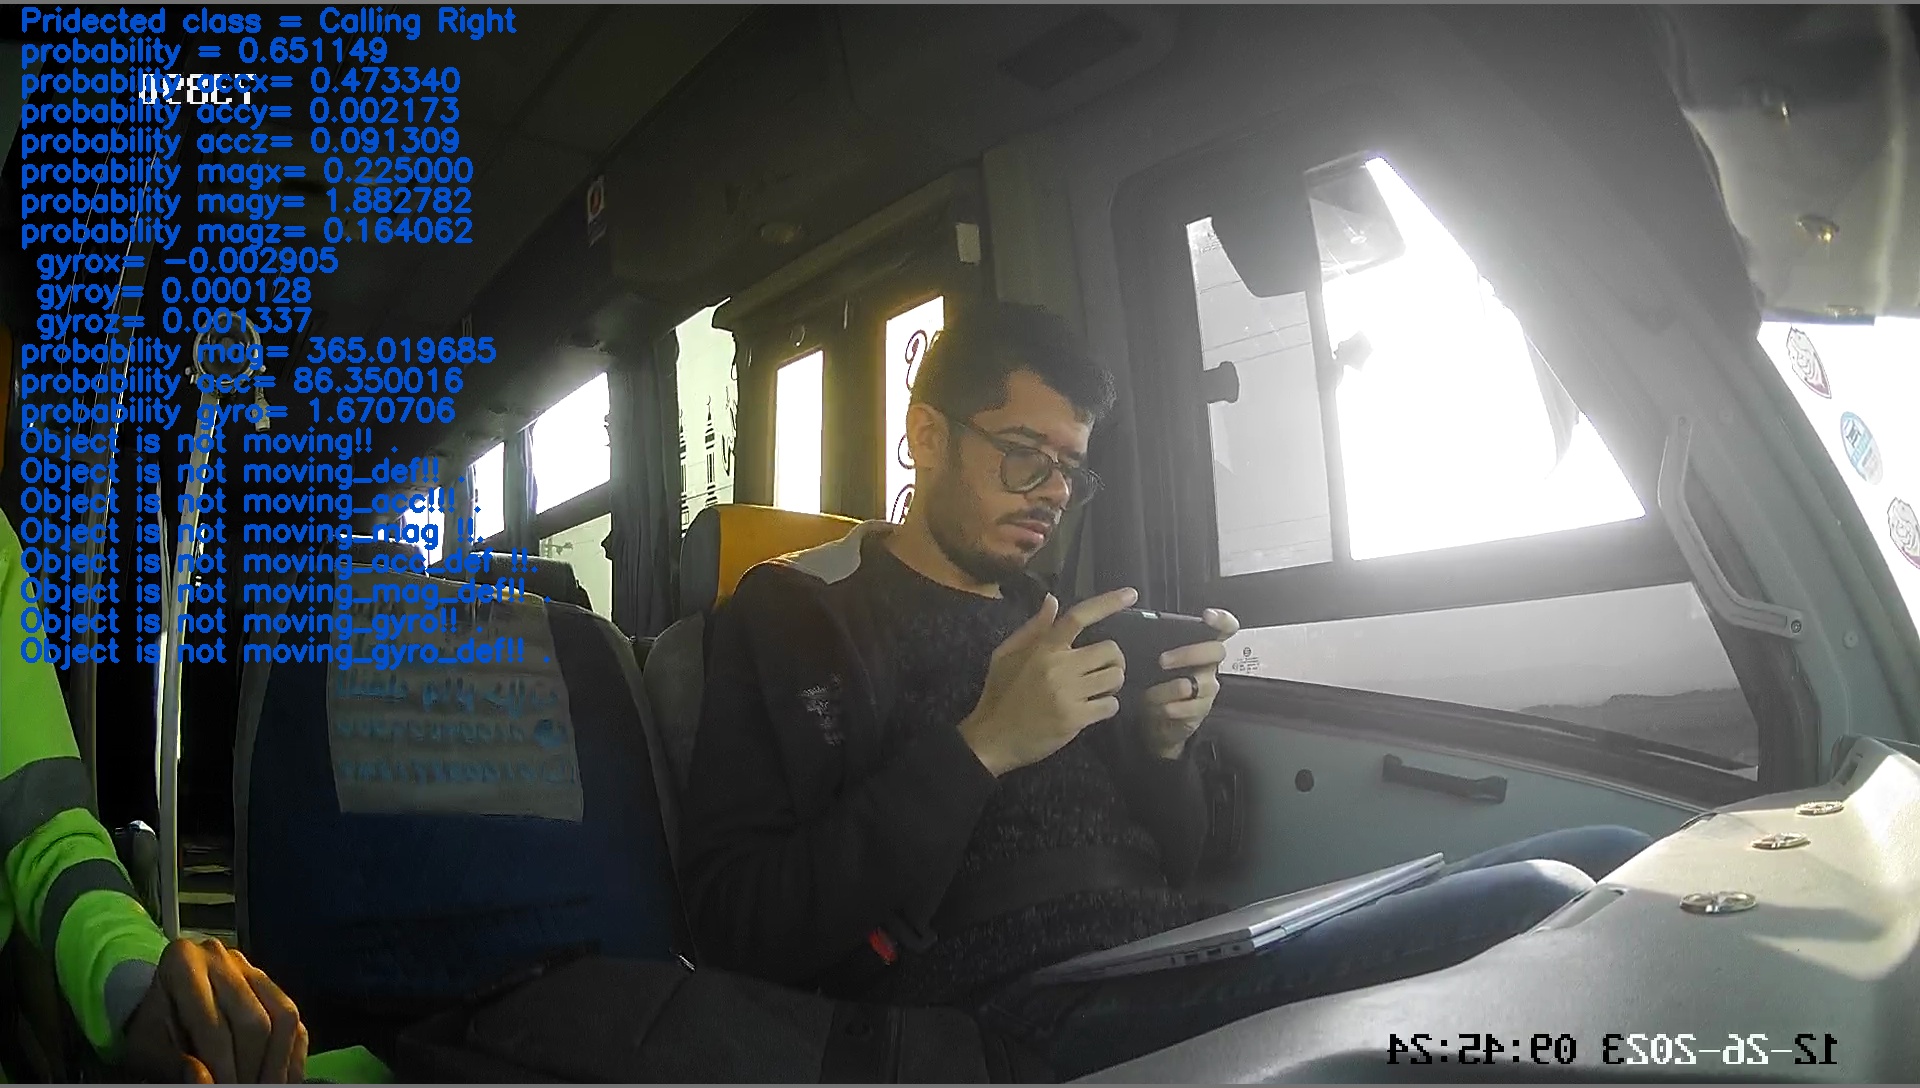 Pridected class = Calling Right
probability = 0.651149
probability accx= 0.473340
probability accy= 0.002173
probability accz= 0.091309
probability magx= 0.225000
probability magy= 1.882782
probability magz= 0.164062
gyrox= -0.002905
gyroy= 0.000128
gyroz= 0.001337
probability mag= 365.019685
probability acc= 86.350016
probability gyro= 1.670706
Object is not moving!! .
Object is not moving_def!! .
Object is not moving_acc!!! .
Object is not moving_mag !!.
Object is not moving_acc_def !!.
Object is not moving_mag_def!! .
Object is not moving_gyro!! .
Object is not moving_gyro_def!! .
12-26-2023 09:45:24